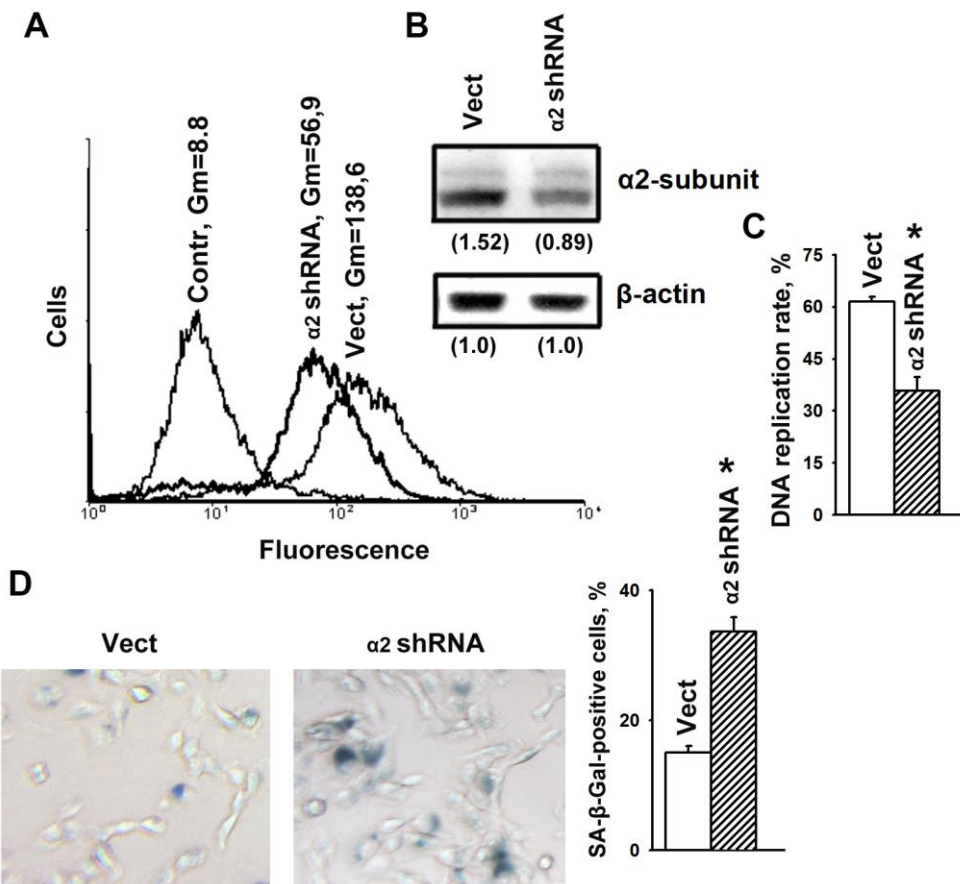 A
Cells
Contr, Gm=8.8
α2 shRNA, Gm=56,9
Vect, Gm=138,6
10⁰ 10¹ 10² 10³ 10⁴
Fluorescence
B
Vect
α2 shRNA
α2-subunit
(1.52) (0.89)
β-actin
(1.0) (1.0)
C
DNA replication rate, %
75
60
45
30
15
0
Vect
α2 shRNA *
D
Vect
α2 shRNA
SA-β-Gal-positive cells, %
40
20
0
Vect
α2 shRNA *